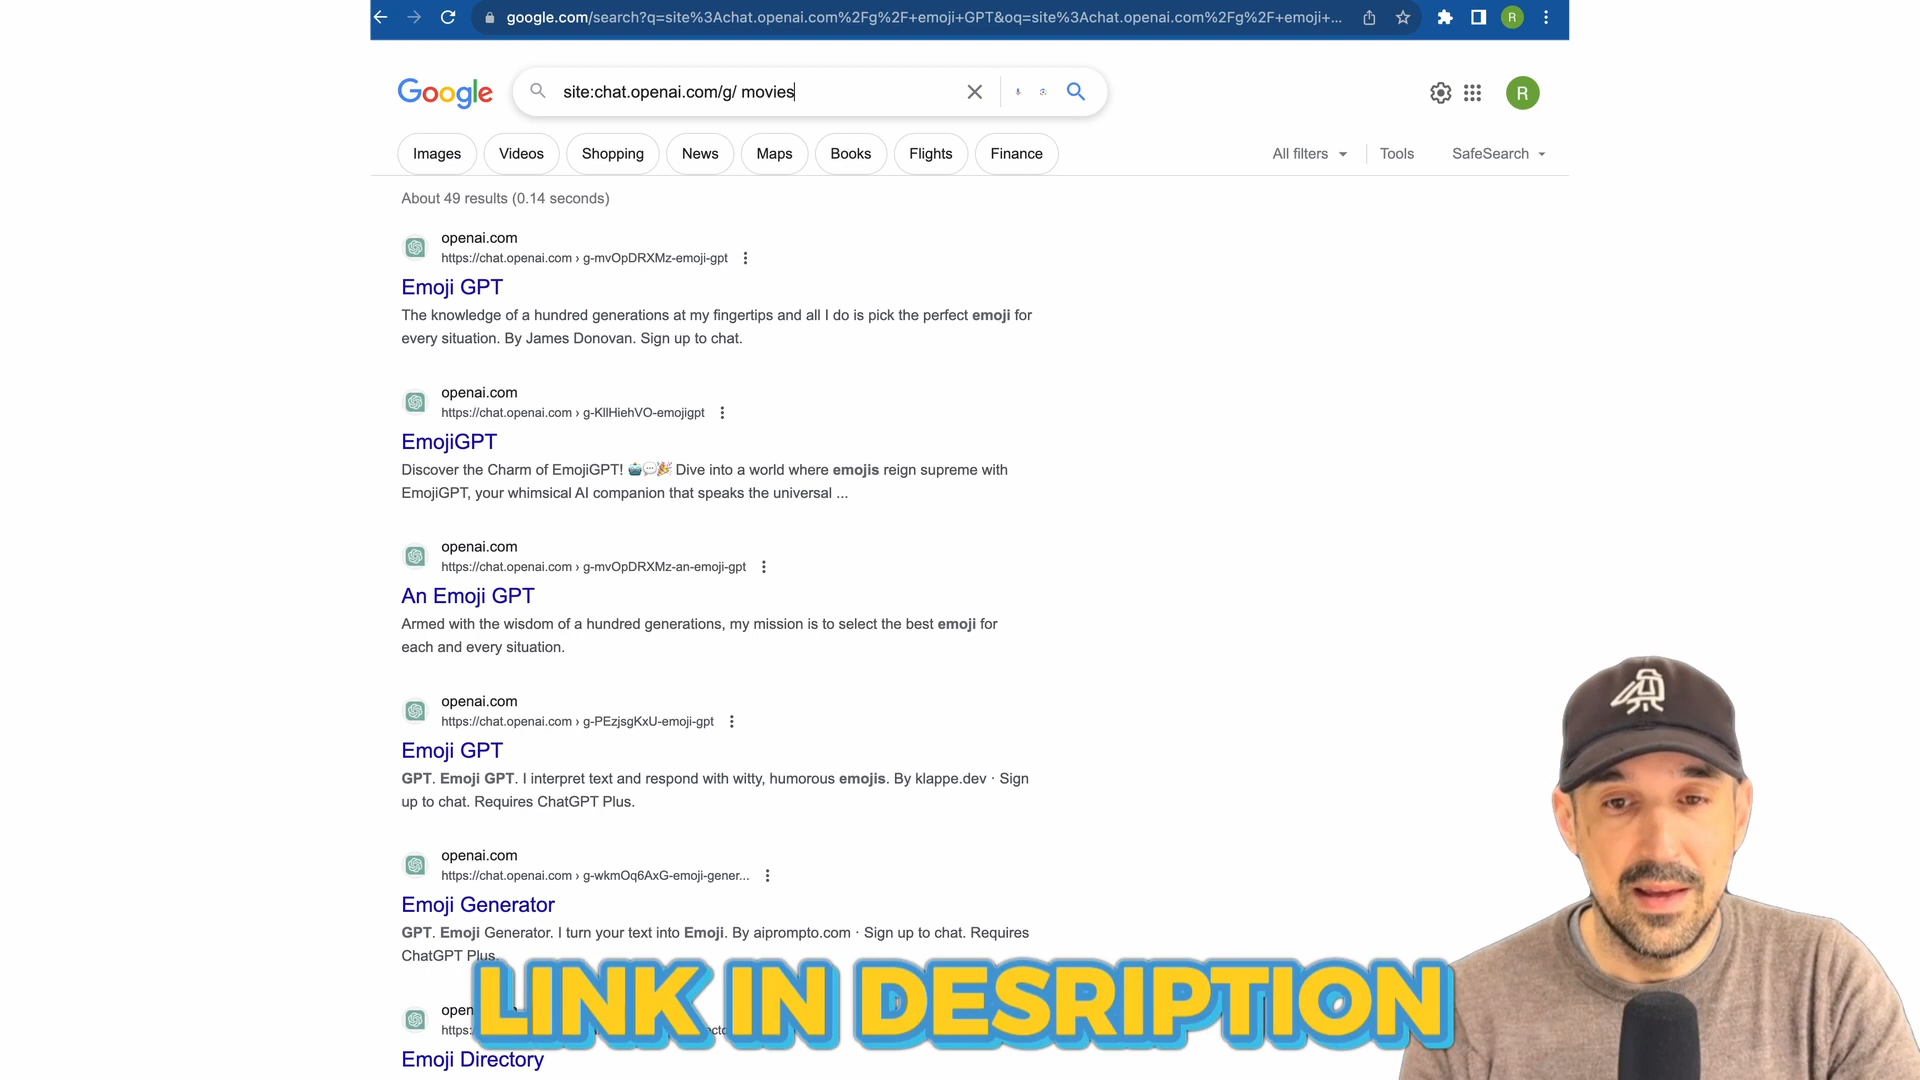 google.com/search?q=site%3Achat.openai.com%2Fg%2F+emoji+GPT&oq=site%3Achat.openai.com%2Fg%2F+emoji+...
R
Google
site:chat.openai.com/g/ movies
R
Images
Videos
Shopping
News
Maps
Books
Flights
Finance
All filters
Tools
SafeSearch
About 49 results (0.14 seconds)
openai.com
https://chat.openai.com › g-mvOpDRXMz-emoji-gpt
Emoji GPT
The knowledge of a hundred generations at my fingertips and all I do is pick the perfect emoji for
every situation. By James Donovan. Sign up to chat.
openai.com
https://chat.openai.com › g-KllHiehVO-emojigpt
EmojiGPT
Discover the Charm of EmojiGPT! 🤖💬🎉 Dive into a world where emojis reign supreme with
EmojiGPT, your whimsical AI companion that speaks the universal ...
openai.com
https://chat.openai.com › g-mvOpDRXMz-an-emoji-gpt
An Emoji GPT
Armed with the wisdom of a hundred generations, my mission is to select the best emoji for
each and every situation.
openai.com
https://chat.openai.com › g-PEzjsgKxU-emoji-gpt
Emoji GPT
GPT. Emoji GPT. I interpret text and respond with witty, humorous emojis. By klappe.dev · Sign
up to chat. Requires ChatGPT Plus.
openai.com
https://chat.openai.com › g-wkmOq6AxG-emoji-gener...
Emoji Generator
GPT. Emoji Generator. I turn your text into Emoji. By aiprompto.com · Sign up to chat. Requires
ChatGPT Plus.
LINK IN DESRIPTION
Emoji Directory